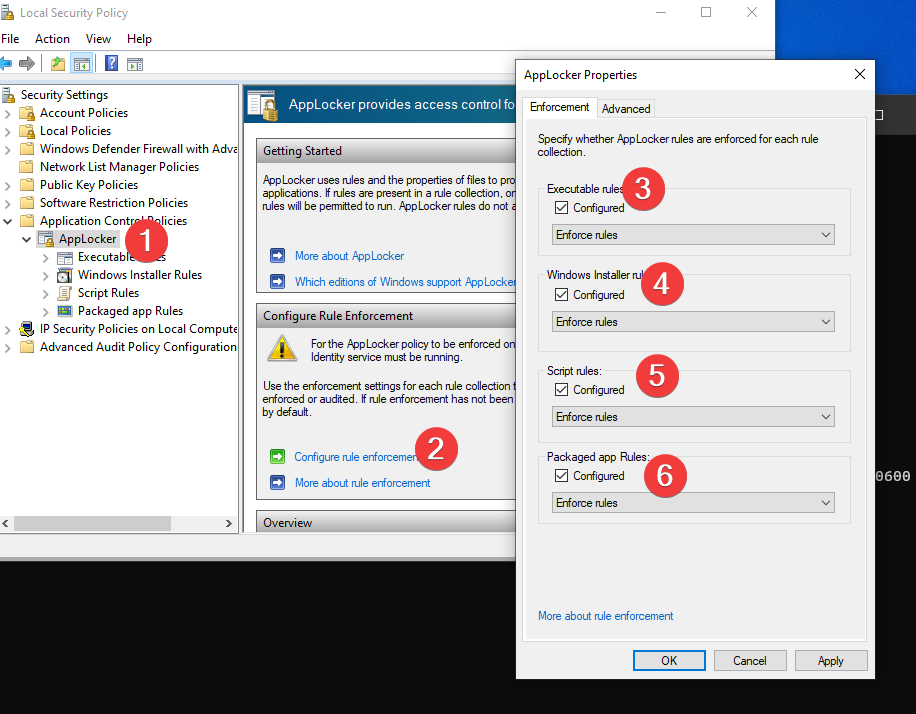 Local Security Policy
File Action View Help
Security Settings
Account Policies
Local Policies
Windows Defender Firewall with Adva
Network List Manager Policies
Public Key Policies
Software Restriction Policies
Application Control Policies
AppLocker
1
Executable
Windows Installer Rules
Script Rules
Packaged app Rules
IP Security Policies on Local Compute
Advanced Audit Policy Configuration
AppLocker provides access control fo
Getting Started
AppLocker uses rules and the properties of files to pro
applications. If rules are present in a rule collection, on
rules will be permitted to run. AppLocker rules do not a
More about AppLocker
Which editions of Windows support AppLocker
Configure Rule Enforcement
For the AppLocker policy to be enforced on
Identity service must be running.
Use the enforcement settings for each rule collection t
enforced or audited. If rule enforcement has not been
by default.
Configure rule enforcement
2
More about rule enforcement
Overview
AppLocker Properties
Enforcement Advanced
Specify whether AppLocker rules are enforced for each rule
collection.
Executable rules
3
Configured
Enforce rules
Windows Installer rul
4
Configured
Enforce rules
Script rules:
5
Configured
Enforce rules
Packaged app Rules:
6
Configured
Enforce rules
More about rule enforcement
OK Cancel Apply
0600